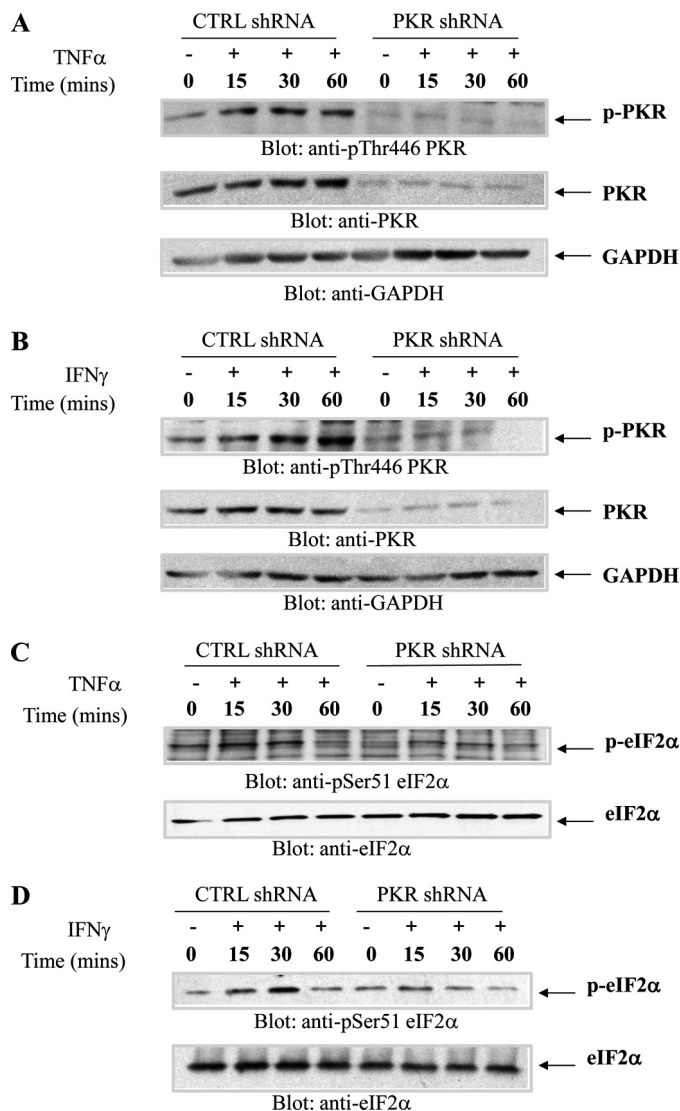 A
CTRL shRNA PKR shRNA
TNFα - + + + - + + +
Time (mins) 0 15 30 60 0 15 30 60
p-PKR
Blot: anti-pThr446 PKR
PKR
Blot: anti-PKR
GAPDH
Blot: anti-GAPDH
B
CTRL shRNA PKR shRNA
IFNγ - + + + - + + +
Time (mins) 0 15 30 60 0 15 30 60
p-PKR
Blot: anti-pThr446 PKR
PKR
Blot: anti-PKR
GAPDH
Blot: anti-GAPDH
C
CTRL shRNA PKR shRNA
TNFα - + + + - + + +
Time (mins) 0 15 30 60 0 15 30 60
p-eIF2α
Blot: anti-pSer51 eIF2α
eIF2α
Blot: anti-eIF2α
D
CTRL shRNA PKR shRNA
IFNγ - + + + - + + +
Time (mins) 0 15 30 60 0 15 30 60
p-eIF2α
Blot: anti-pSer51 eIF2α
eIF2α
Blot: anti-eIF2α